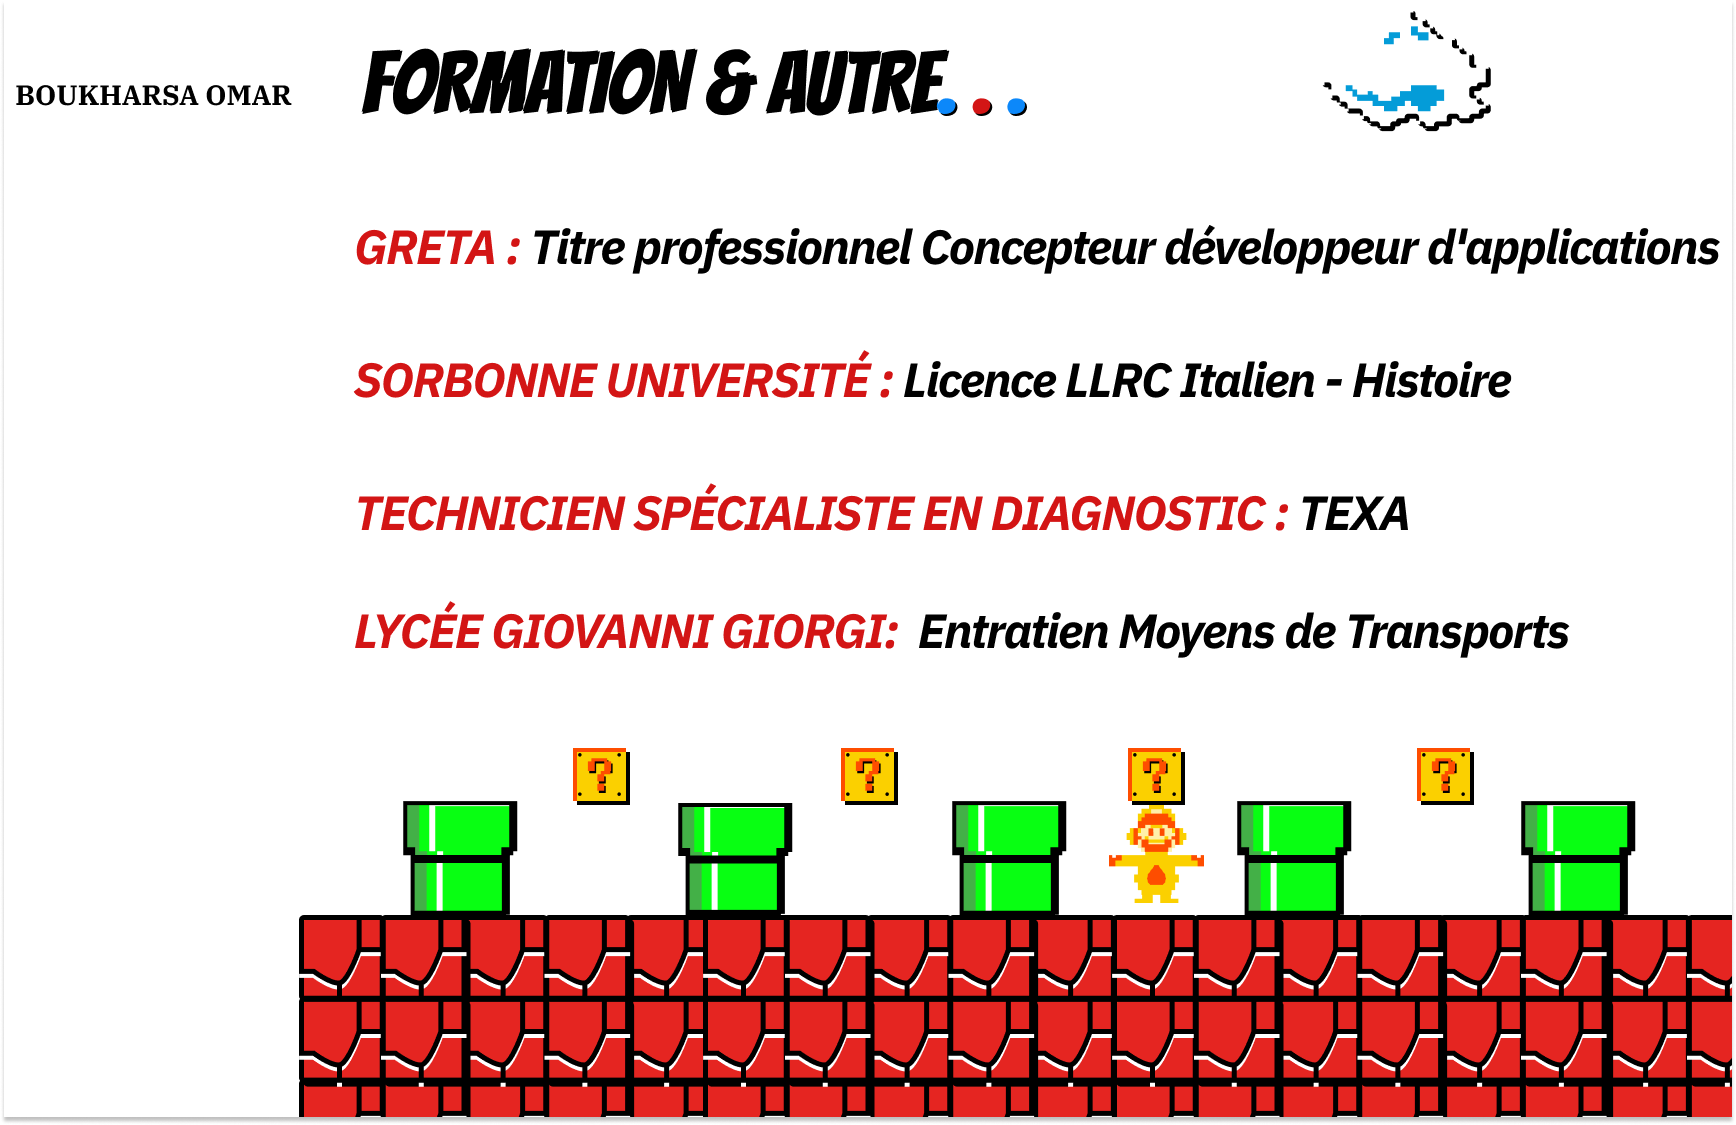 BOUKHARSA OMAR
FORMATION & AUTRE...
GRETA : Titre professionnel Concepteur développeur d'applications
SORBONNE UNIVERSITÉ : Licence LLRC Italien - Histoire
TECHNICIEN SPÉCIALISTE EN DIAGNOSTIC : TEXA
LYCÉE GIOVANNI GIORGI: Entratien Moyens de Transports
? ? ? ?